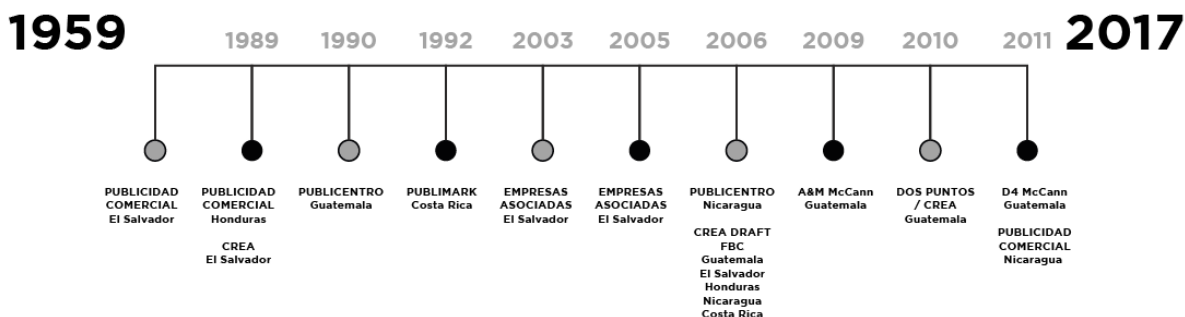 1959
1989
1990
1992
2003
2005
2006
2009
2010
2011
2017
PUBLICIDAD
COMERCIAL
El Salvador
PUBLICIDAD
COMERCIAL
Honduras
CREA
El Salvador
PUBLICENTRO
Guatemala
PUBLIMARK
Costa Rica
EMPRESAS
ASOCIADAS
El Salvador
EMPRESAS
ASOCIADAS
El Salvador
PUBLICENTRO
Nicaragua
CREA DRAFT
FBC
Guatemala
El Salvador
Honduras
Nicaragua
Costa Rica
A&M McCann
Guatemala
DOS PUNTOS
/ CREA
Guatemala
D4 McCann
Guatemala
PUBLICIDAD
COMERCIAL
Nicaragua